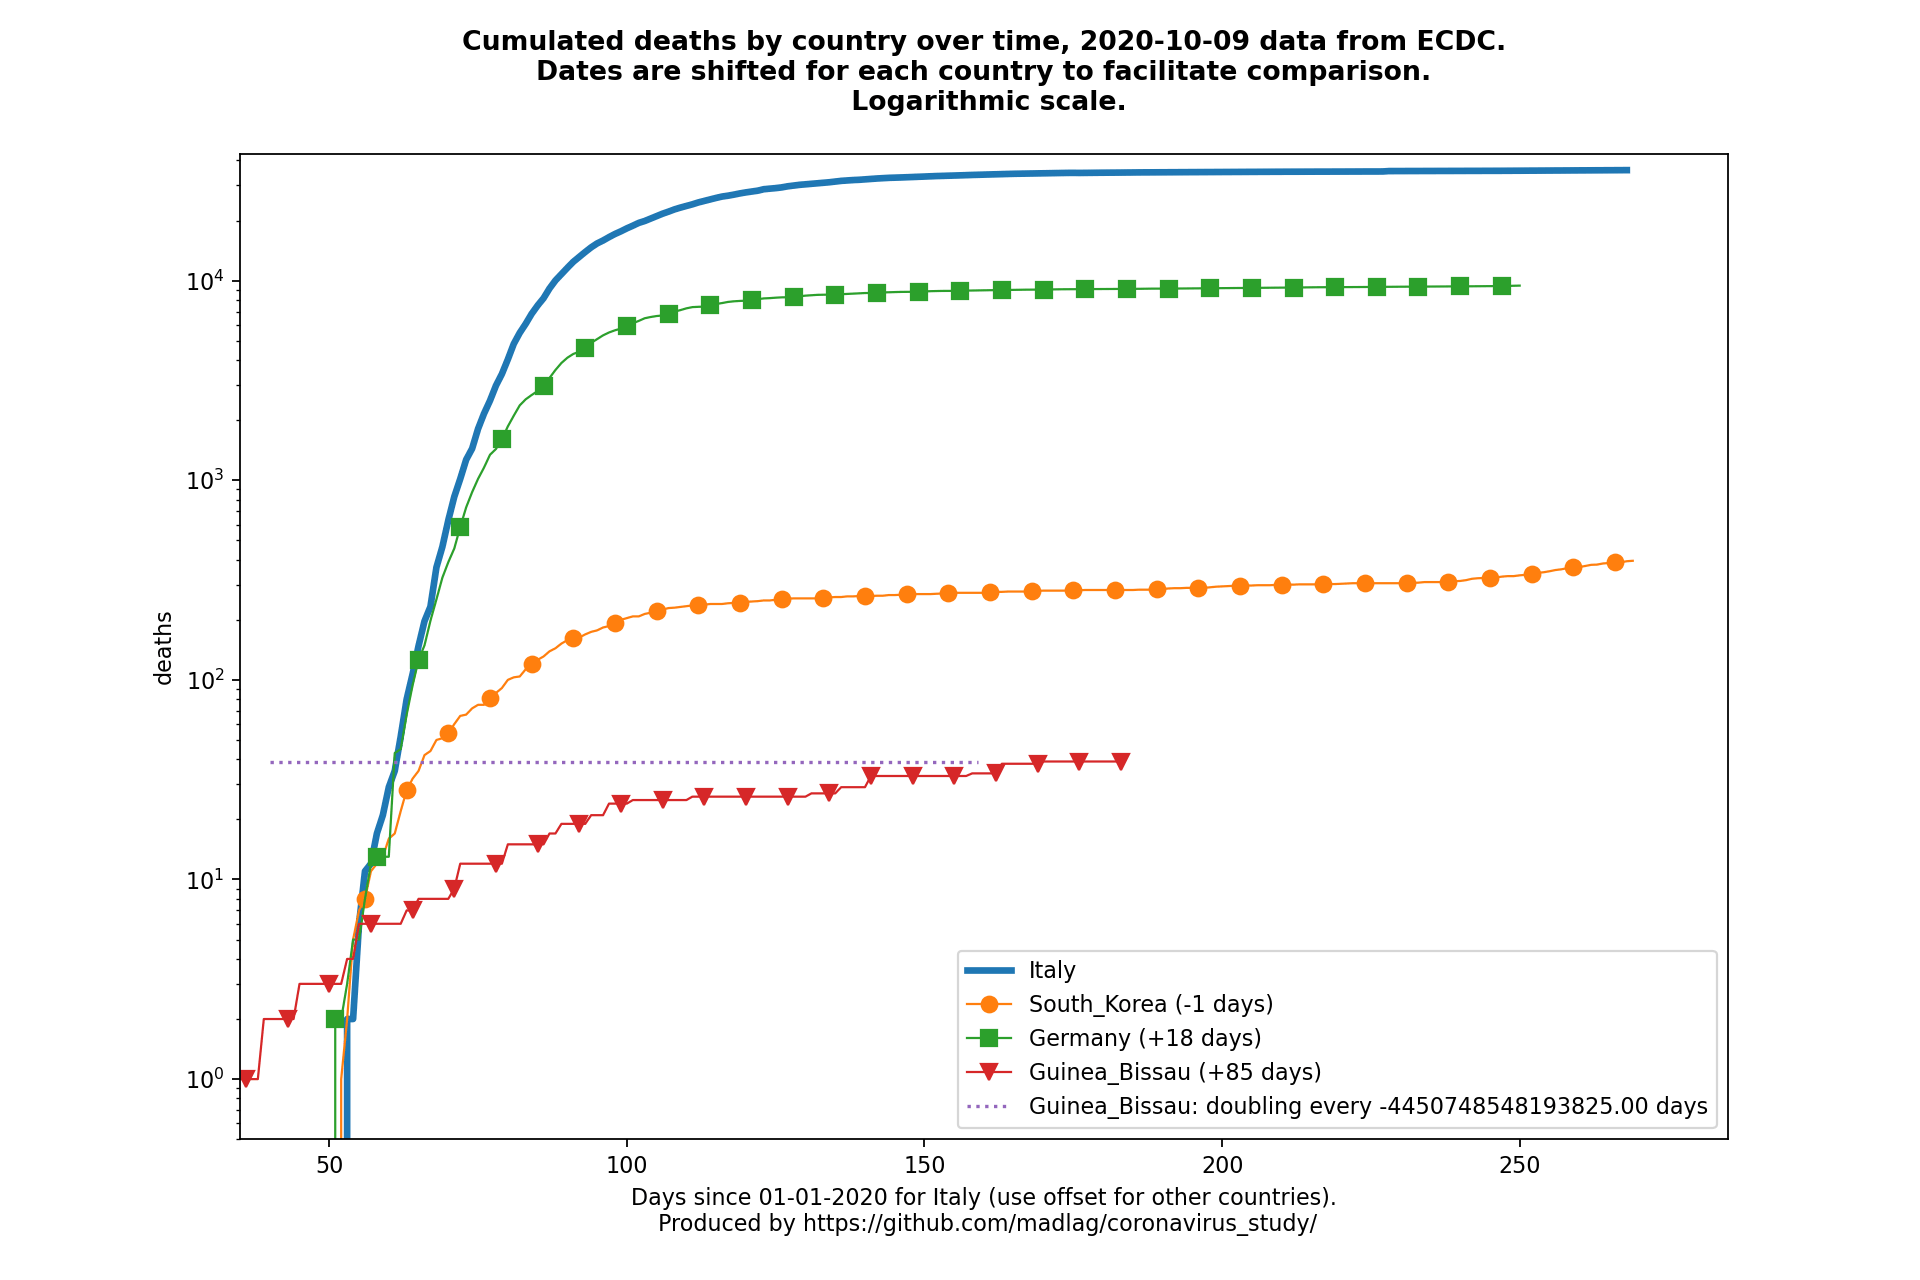 Cumulated deaths by country over time, 2020-10-09 data from ECDC.
Dates are shifted for each country to facilitate comparison.
Logarithmic scale.
deaths
10^4
10^3
10^2
10^1
10^0
50 100 150 200 250
Italy
South_Korea (-1 days)
Germany (+18 days)
Guinea_Bissau (+85 days)
Guinea_Bissau: doubling every -4450748548193825.00 days
Days since 01-01-2020 for Italy (use offset for other countries).
Produced by https://github.com/madlag/coronavirus_study/